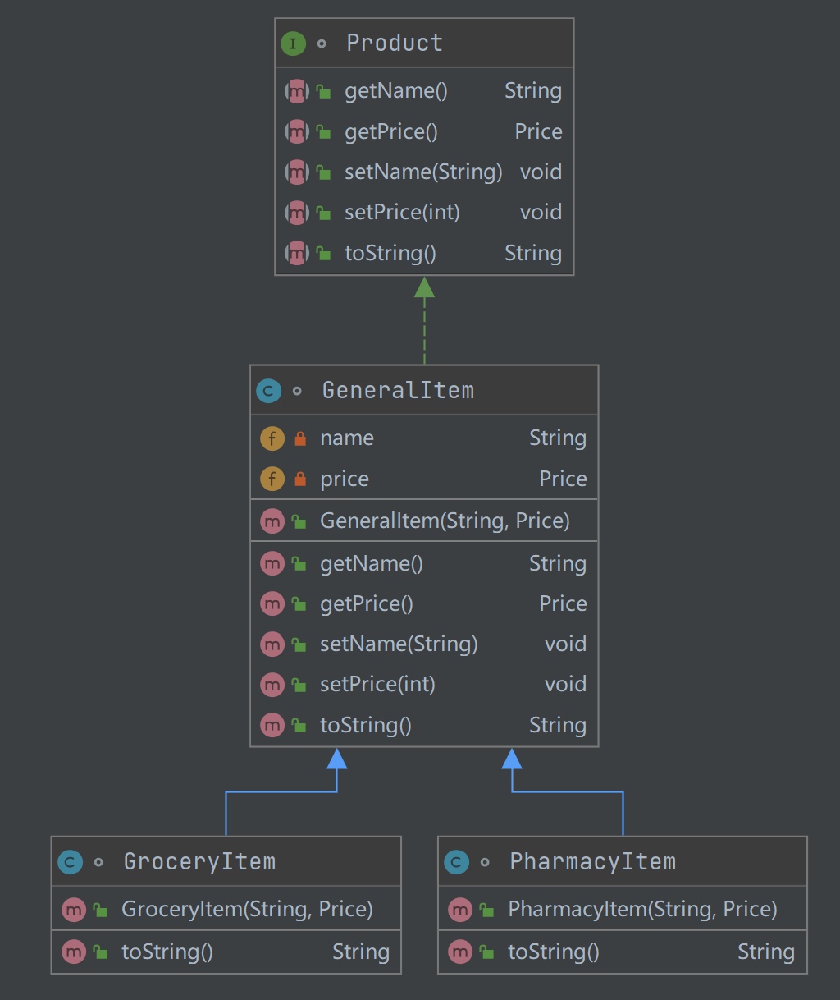 I Product
m getName() String
m getPrice() Price
m setName(String) void
m setPrice(int) void
m toString() String
C GeneralItem
f name String
f price Price
m GeneralItem(String, Price)
m getName() String
m getPrice() Price
m setName(String) void
m setPrice(int) void
m toString() String
C GroceryItem
m GroceryItem(String, Price)
m toString() String
C PharmacyItem
m PharmacyItem(String, Price)
m toString() String